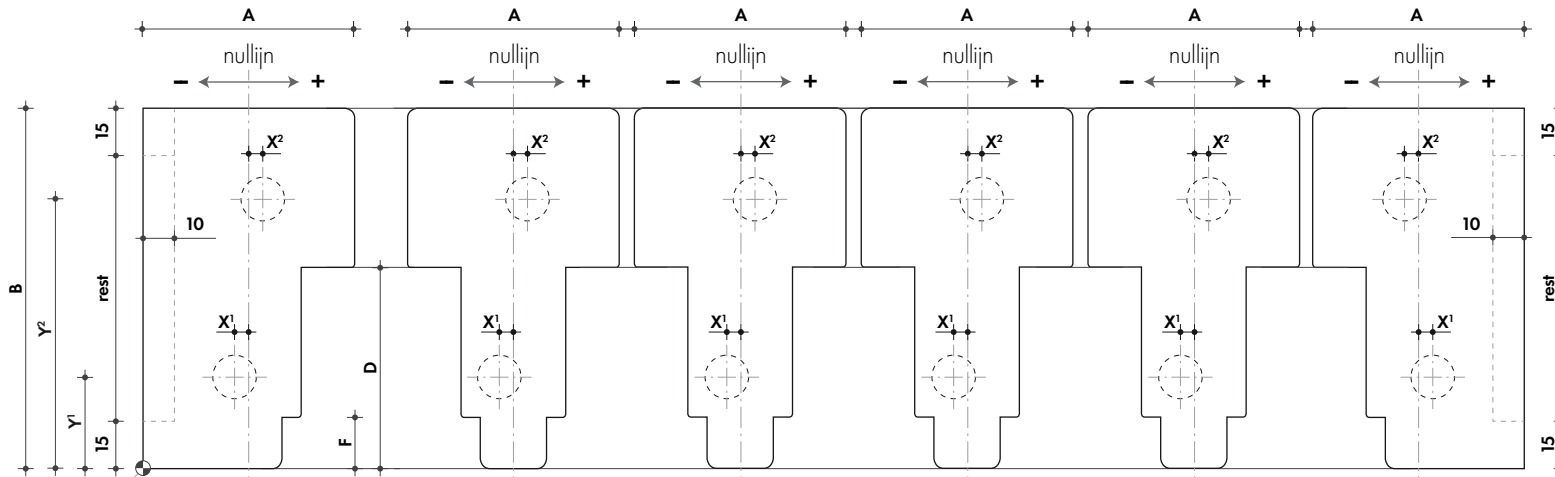 A A A A A A
nullijn nullijn nullijn nullijn nullijn nullijn
– + – + – + – + – + – +
15 X² X² X² X² X² X² 15
10 10
B Y² rest rest
X¹ X¹ X¹ X¹ X¹ X¹
D
Y¹ 15 F 15